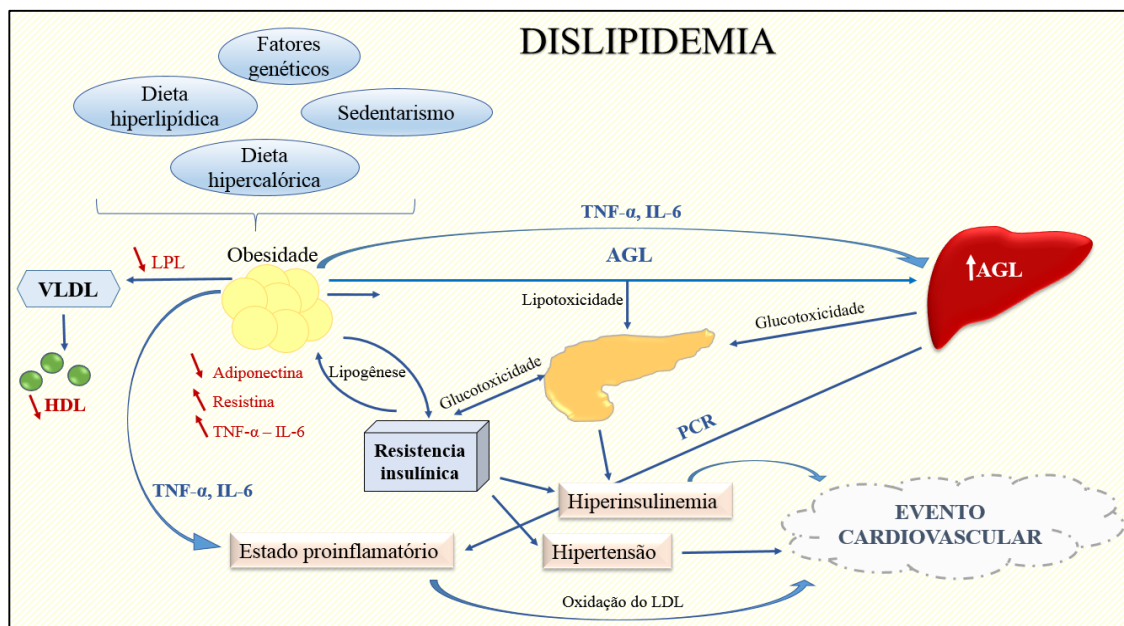 DISLIPIDEMIA
Fatores
genéticos
Dieta
hiperlipídica
Sedentarismo
Dieta
hipercalórica
TNF-α, IL-6
Obesidade
LPL
AGL
AGL
VLDL
Lipotoxicidade
Glucotoxicidade
HDL
Adiponectina
Resistina
TNF-α – IL-6
Lipogênese
Glucotoxicidade
Resistencia
insulínica
PCR
TNF-α, IL-6
Hiperinsulinemia
EVENTO
CARDIOVASCULAR
Estado proinflamatório
Hipertensão
Oxidação do LDL